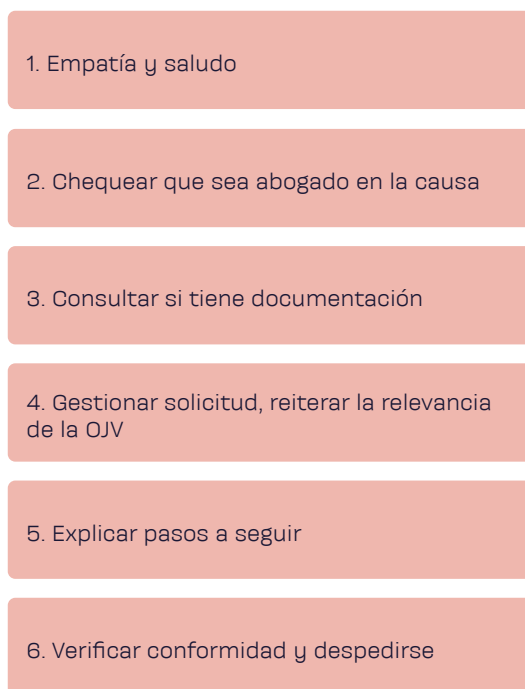 1. Empatía y saludo
2. Chequear que sea abogado en la causa
3. Consultar si tiene documentación
4. Gestionar solicitud, reiterar la relevancia
de la OJV
5. Explicar pasos a seguir
6. Verificar conformidad y despedirse